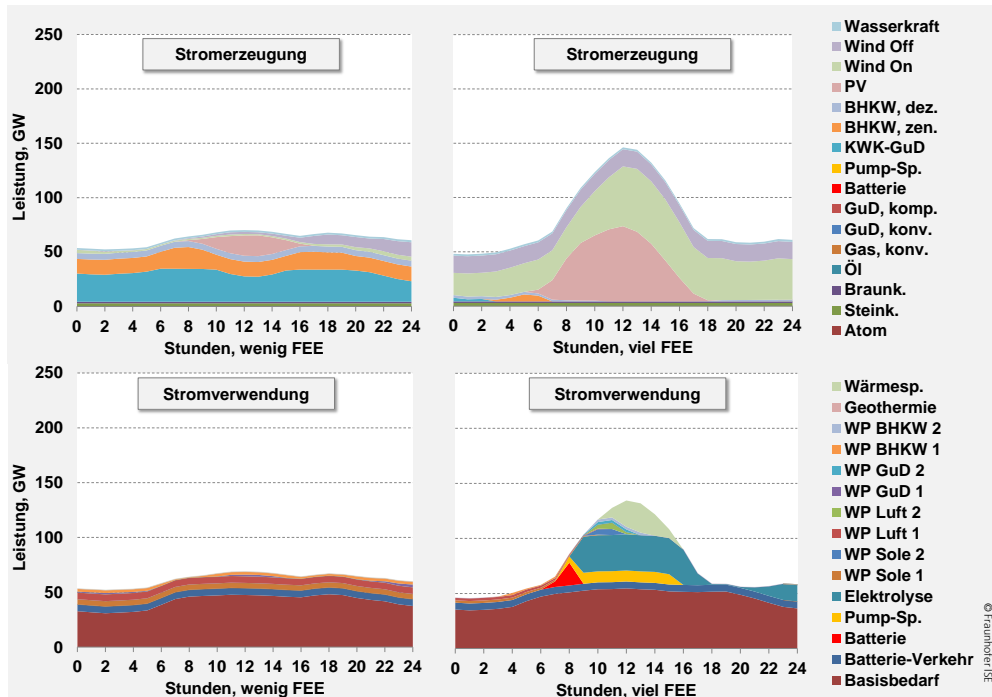 Stromerzeugung
Leistung, GW
250
200
150
100
50
0
0 2 4 6 8 10 12 14 16 18 20 22 24
Stunden, wenig FEE
Stromerzeugung
0 2 4 6 8 10 12 14 16 18 20 22 24
Stunden, viel FEE
Wasserkraft
Wind Off
Wind On
PV
BHKW, dez.
BHKW, zen.
KWK-GuD
Pump-Sp.
Batterie
GuD, komp.
GuD, konv.
Gas, konv.
Öl
Braunk.
Steink.
Atom
Stromverwendung
Leistung, GW
250
200
150
100
50
0
0 2 4 6 8 10 12 14 16 18 20 22 24
Stunden, wenig FEE
Stromverwendung
0 2 4 6 8 10 12 14 16 18 20 22 24
Stunden, viel FEE
Wärmesp.
Geothermie
WP BHKW 2
WP BHKW 1
WP GuD 2
WP GuD 1
WP Luft 2
WP Luft 1
WP Sole 2
WP Sole 1
Elektrolyse
Pump-Sp.
Batterie
Batterie-Verkehr
Basisbedarf
© Fraunhofer ISE